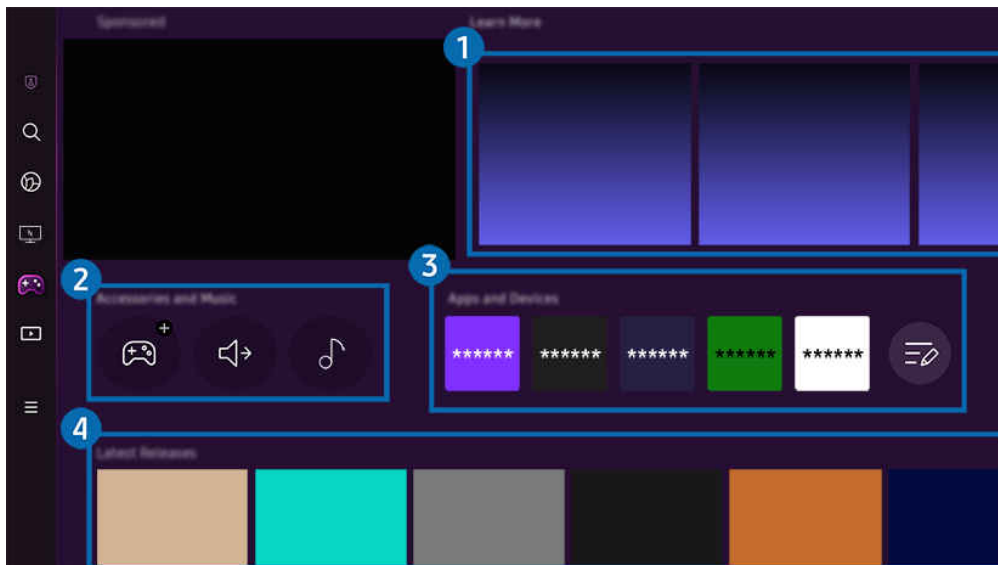 Sponsored
Learn More
1
2
3
Accessories and Music
Apps and Devices
****** ****** ****** ****** ******
4
Latest Releases